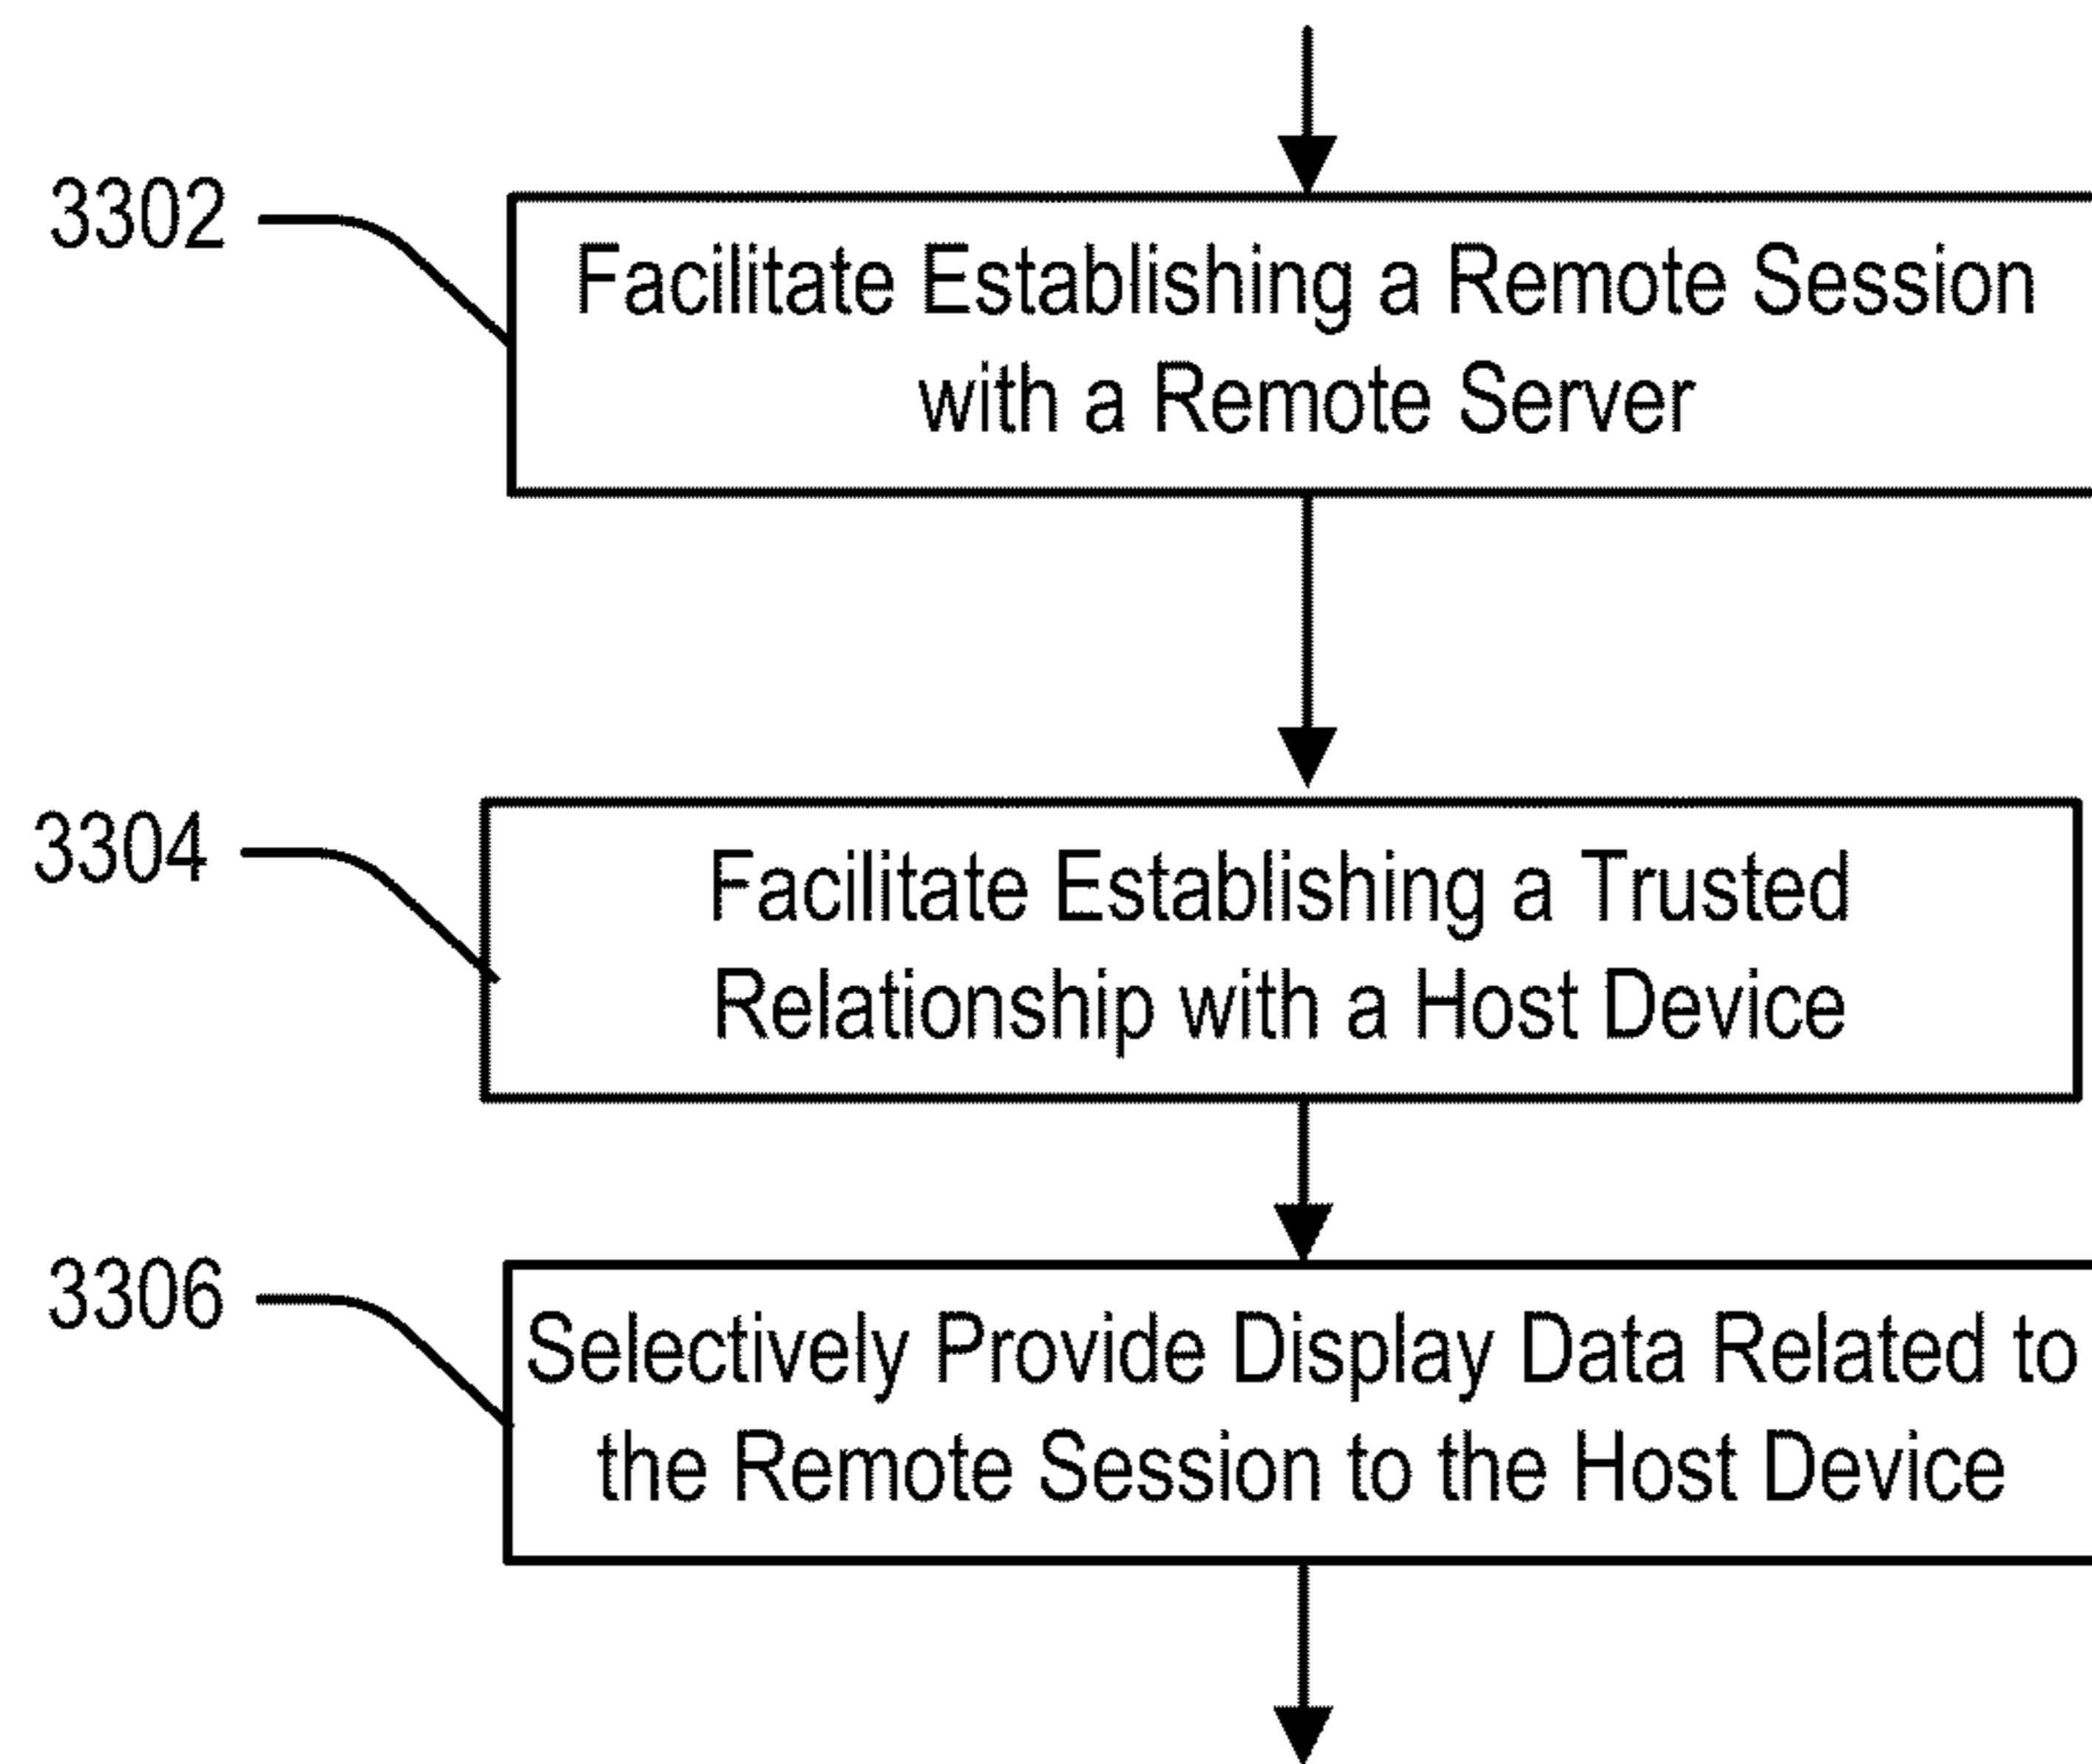 3302
Facilitate Establishing a Remote Session
with a Remote Server
3304
Facilitate Establishing a Trusted
Relationship with a Host Device
3306
Selectively Provide Display Data Related to
the Remote Session to the Host Device